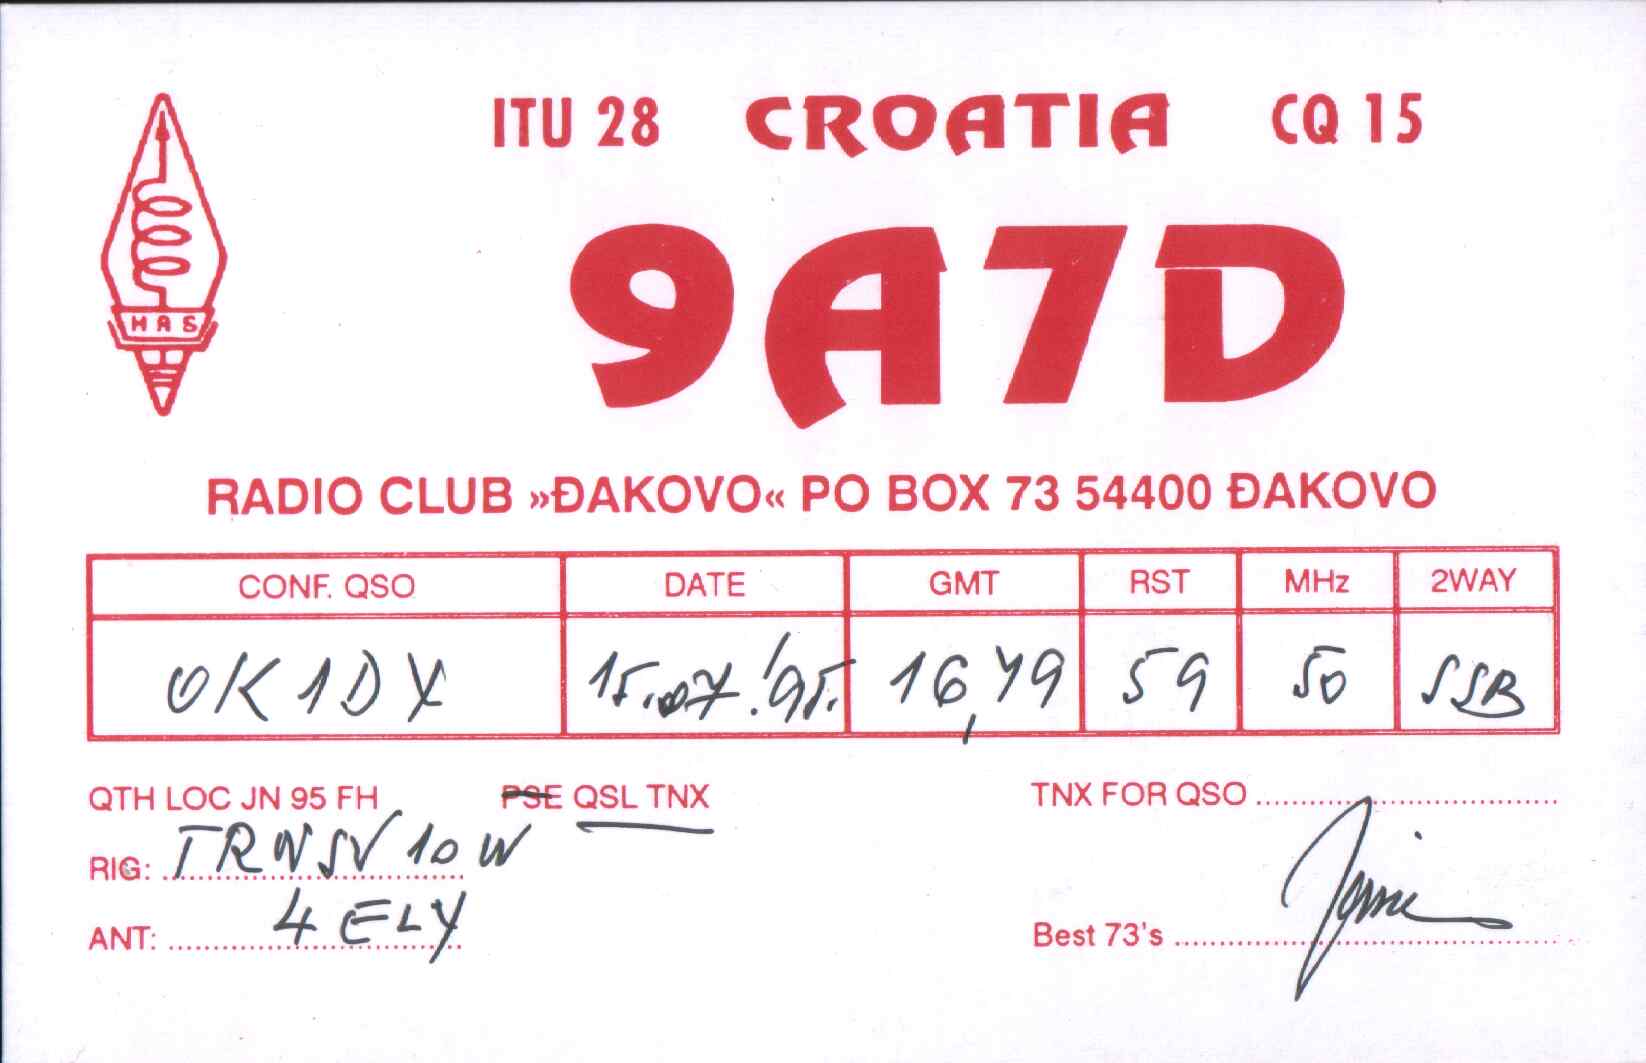 ITU 28 CROATIA CQ 15
9A7D
HRS
RADIO CLUB »ĐAKOVO« PO BOX 73 54400 ĐAKOVO
CONF. QSO DATE GMT RST MHz 2WAY
OK1DX 15.07.'95. 16,49 59 50 SSB
QTH LOC JN 95 FH PSE QSL TNX TNX FOR QSO
RIG: TRNSV 10W
ANT: 4 ELY
Best 73's